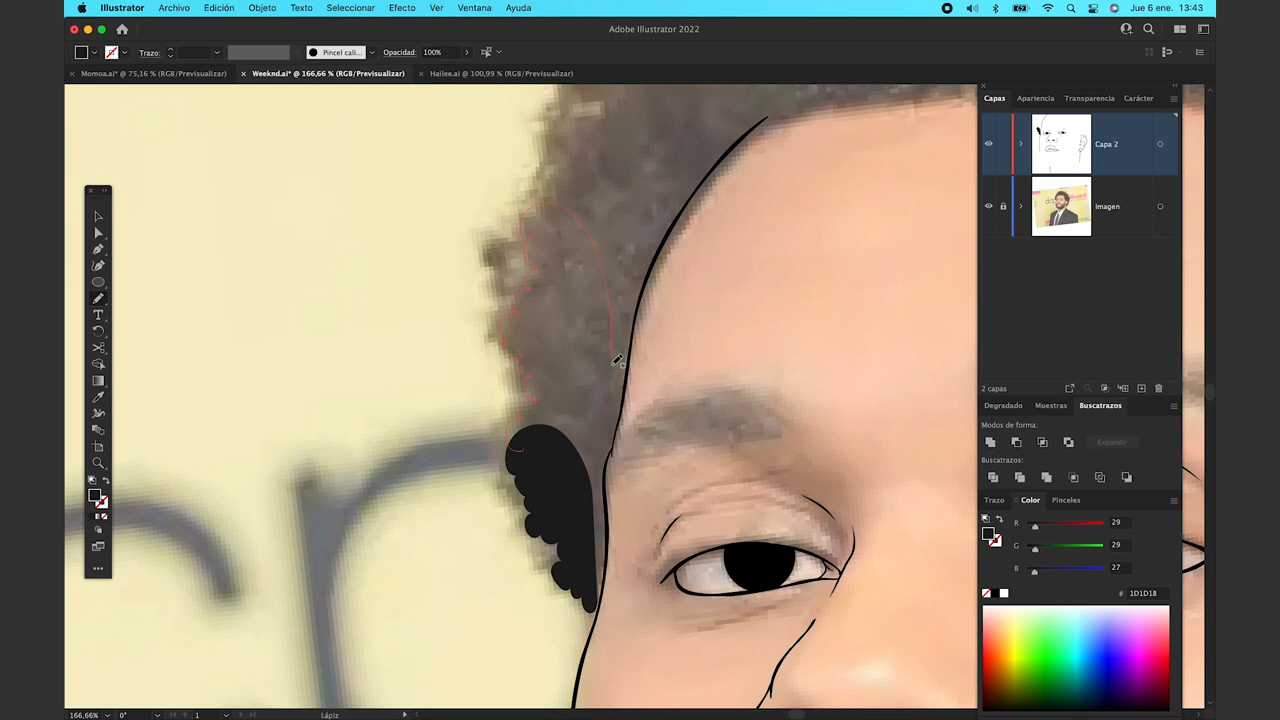 Illustrator Archivo Edición Objeto Texto Seleccionar Efecto Ver Ventana Ayuda Jue 6 ene. 13:43
Adobe Illustrator 2022
Trazo: Pincel cali... Opacidad: 100%
Momoa.ai* @ 75,16 % (RGB/Previsualizar) Weeknd.ai* @ 166,66 % (RGB/Previsualizar) Hailee.ai @ 100,99 % (RGB/Previsualizar)
Capas Apariencia Transparencia Carácter
Capa 2
Imagen
2 capas
Degradado Muestras Buscatrazos
Modos de forma:
Expandir
Buscatrazos:
Trazo Color Pinceles
R 29
G 29
B 27
# 1D1D1B
166,66% 0° 1 Lápiz